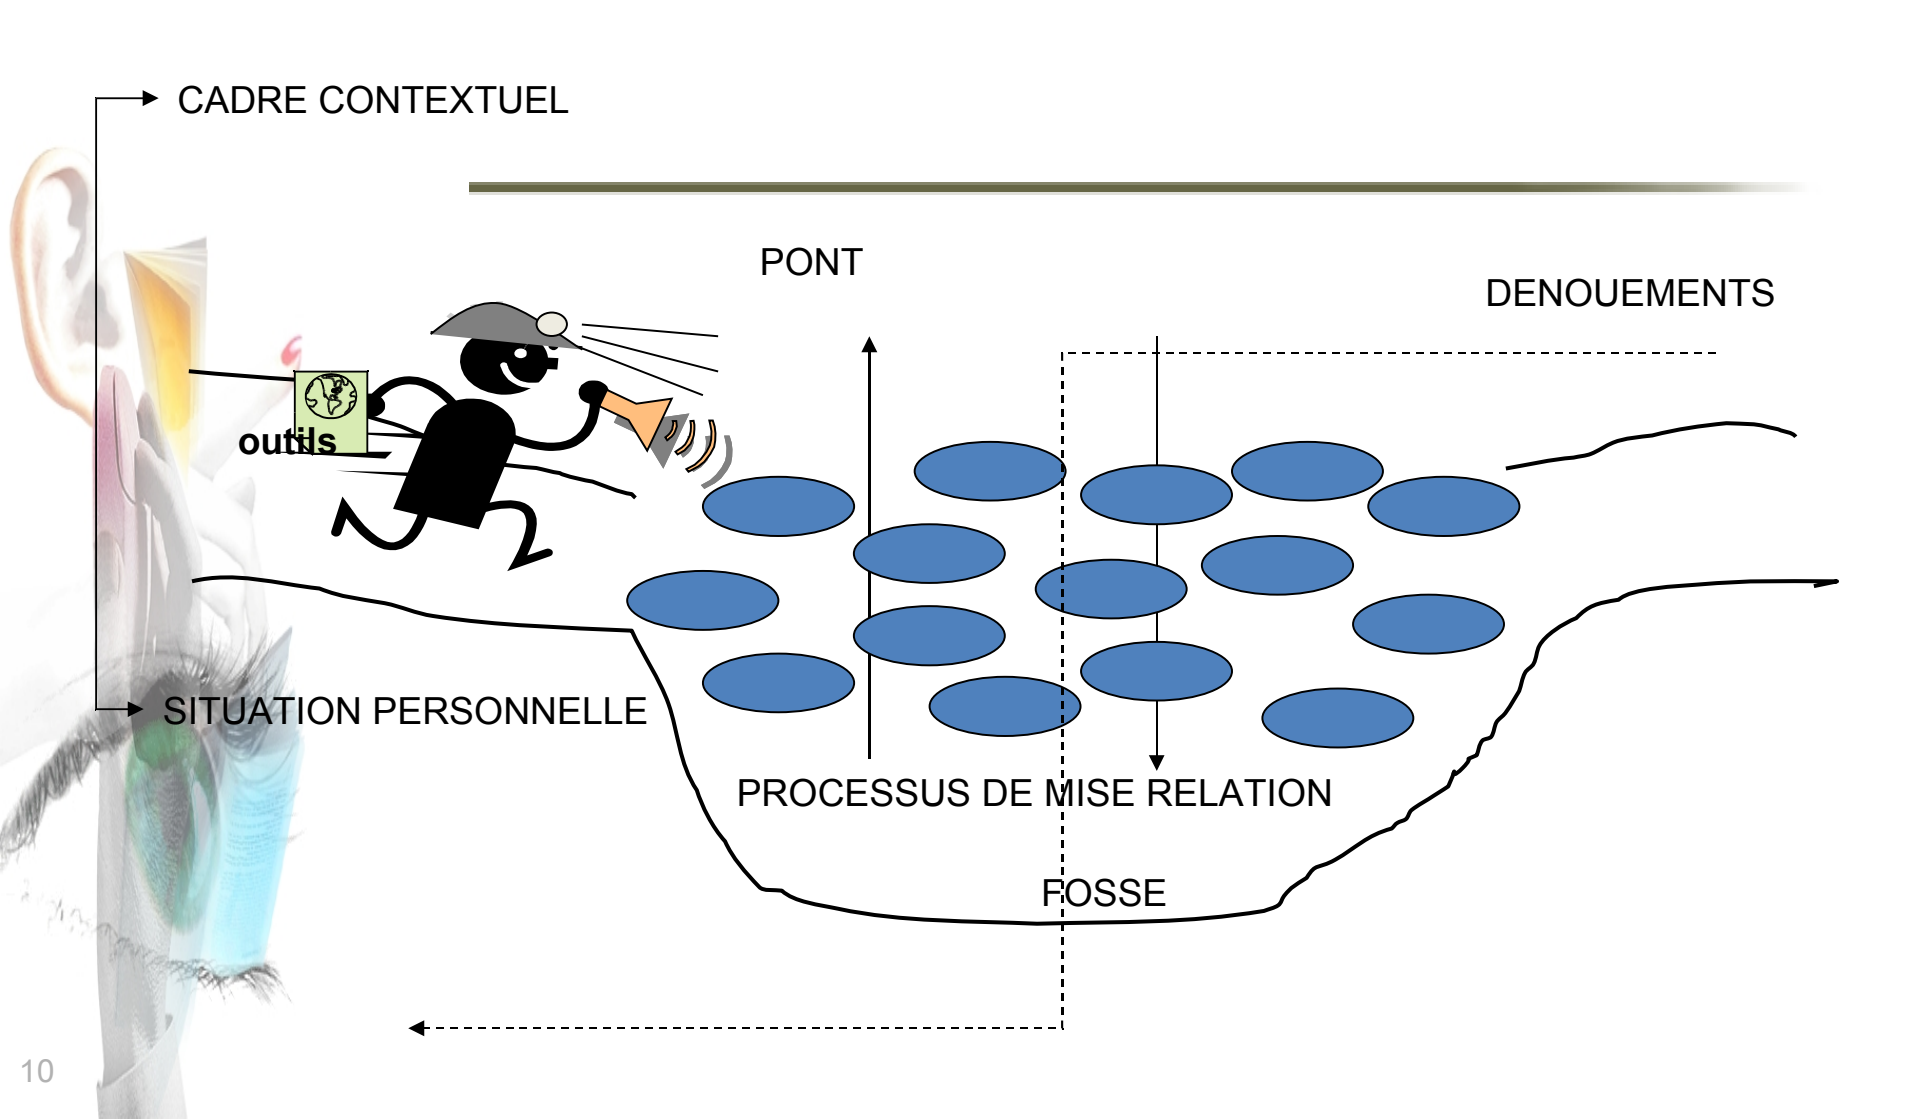 CADRE CONTEXTUEL
PONT
DENOUEMENTS
outils
SITUATION PERSONNELLE
PROCESSUS DE MISE RELATION
FOSSE
10